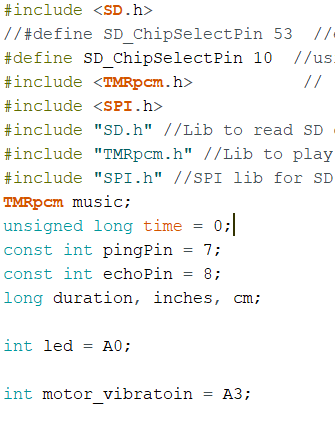 #include <SD.h>
//#define SD_ChipSelectPin 53 //
#define SD_ChipSelectPin 10 //
#include <TMRpcm.h> //
#include <SPI.h>
#include "SD.h" //Lib to read SD
#include "TMRpcm.h" //Lib to play
#include "SPI.h" //SPI lib for SD
TMRpcm music;
unsigned long time = 0;
const int pingPin = 7;
const int echoPin = 8;
long duration, inches, cm;
int led = A0;
int motor_vibratoin = A3;